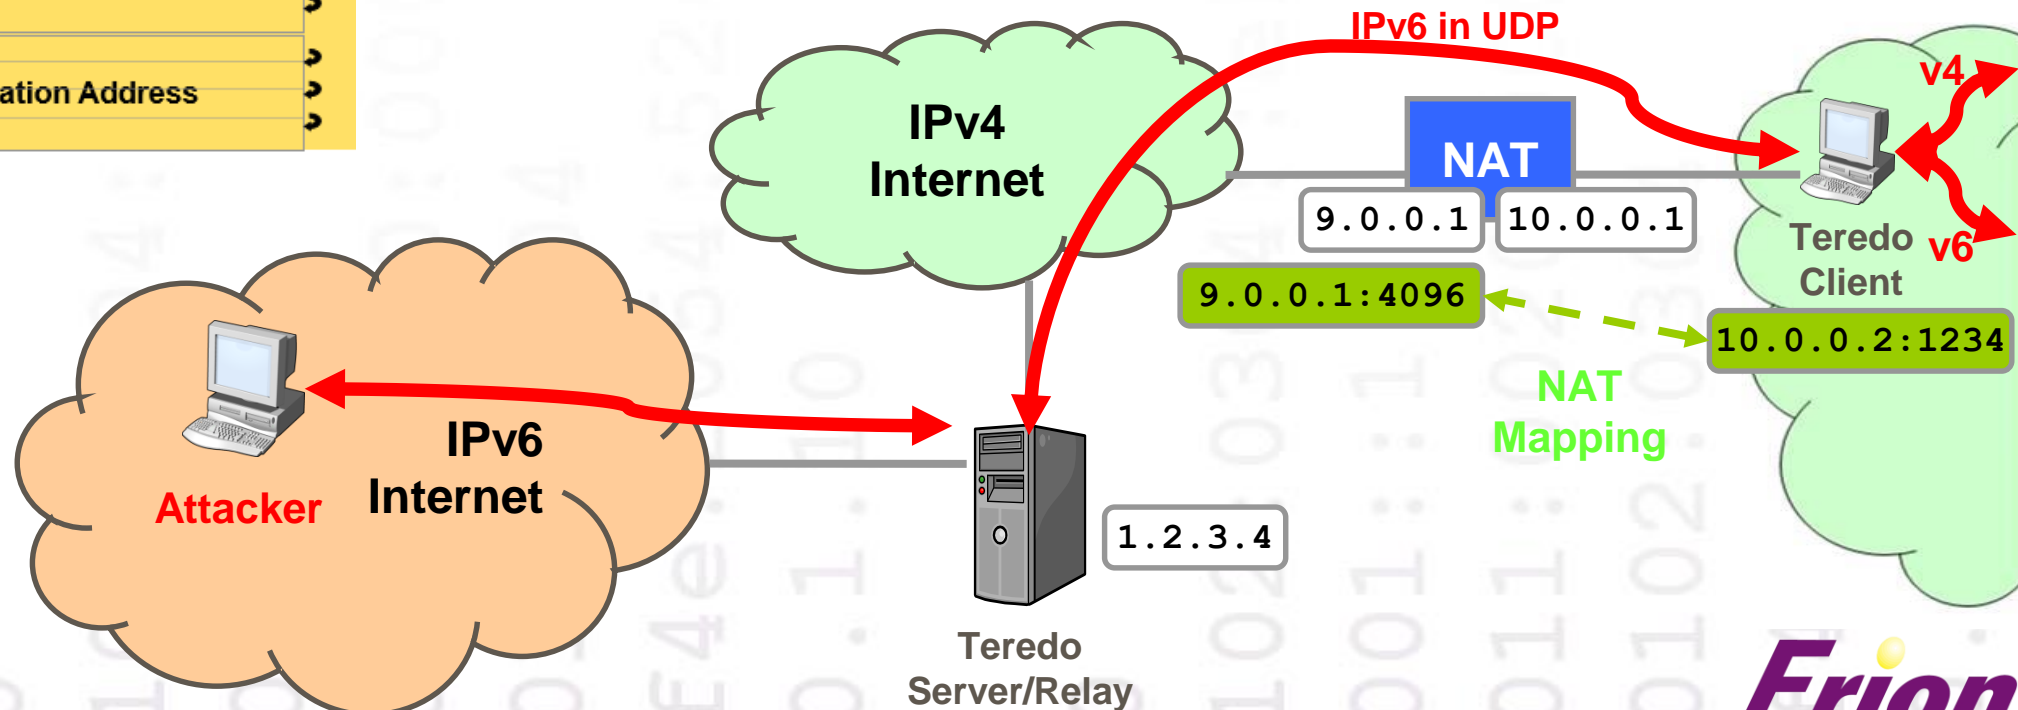 ation Address
IPv6 in UDP
IPv4
Internet
NAT
9.0.0.1
10.0.0.1
v4
v6
Teredo
Client
9.0.0.1:4096
10.0.0.2:1234
NAT
Mapping
IPv6
Internet
Attacker
1.2.3.4
Teredo
Server/Relay
Erion